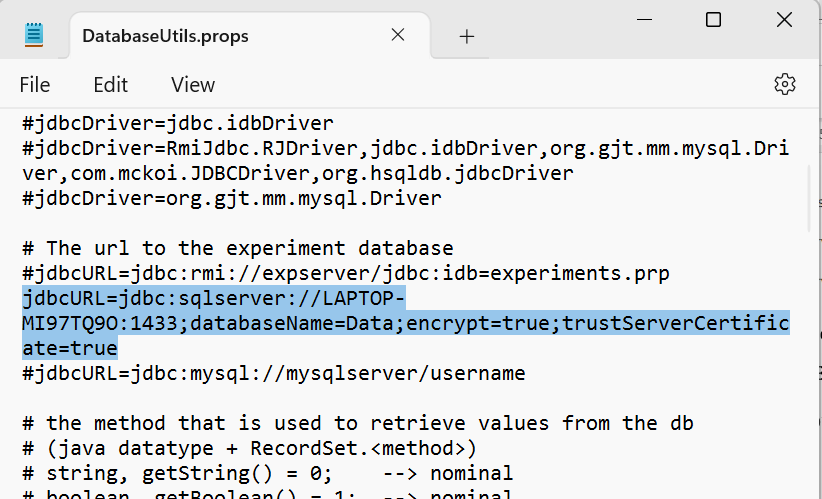 DatabaseUtils.props
File Edit View
#jdbcDriver=jdbc.idbDriver
#jdbcDriver=RmiJdbc.RJDriver,jdbc.idbDriver,org.gjt.mm.mysql.Dri
ver,com.mckoi.JDBCDriver,org.hsqldb.jdbcDriver
#jdbcDriver=org.gjt.mm.mysql.Driver
# The url to the experiment database
#jdbcURL=jdbc:rmi://expserver/jdbc:idb=experiments.prp
jdbcURL=jdbc:sqlserver://LAPTOP-
MI97TQ9O:1433;databaseName=Data;encrypt=true;trustServerCertific
ate=true
#jdbcURL=jdbc:mysql://mysqlserver/username
# the method that is used to retrieve values from the db
# (java datatype + RecordSet.<method>)
# string, getString() = 0;    --> nominal
# boolean, getBoolean() = 1;  --> nominal